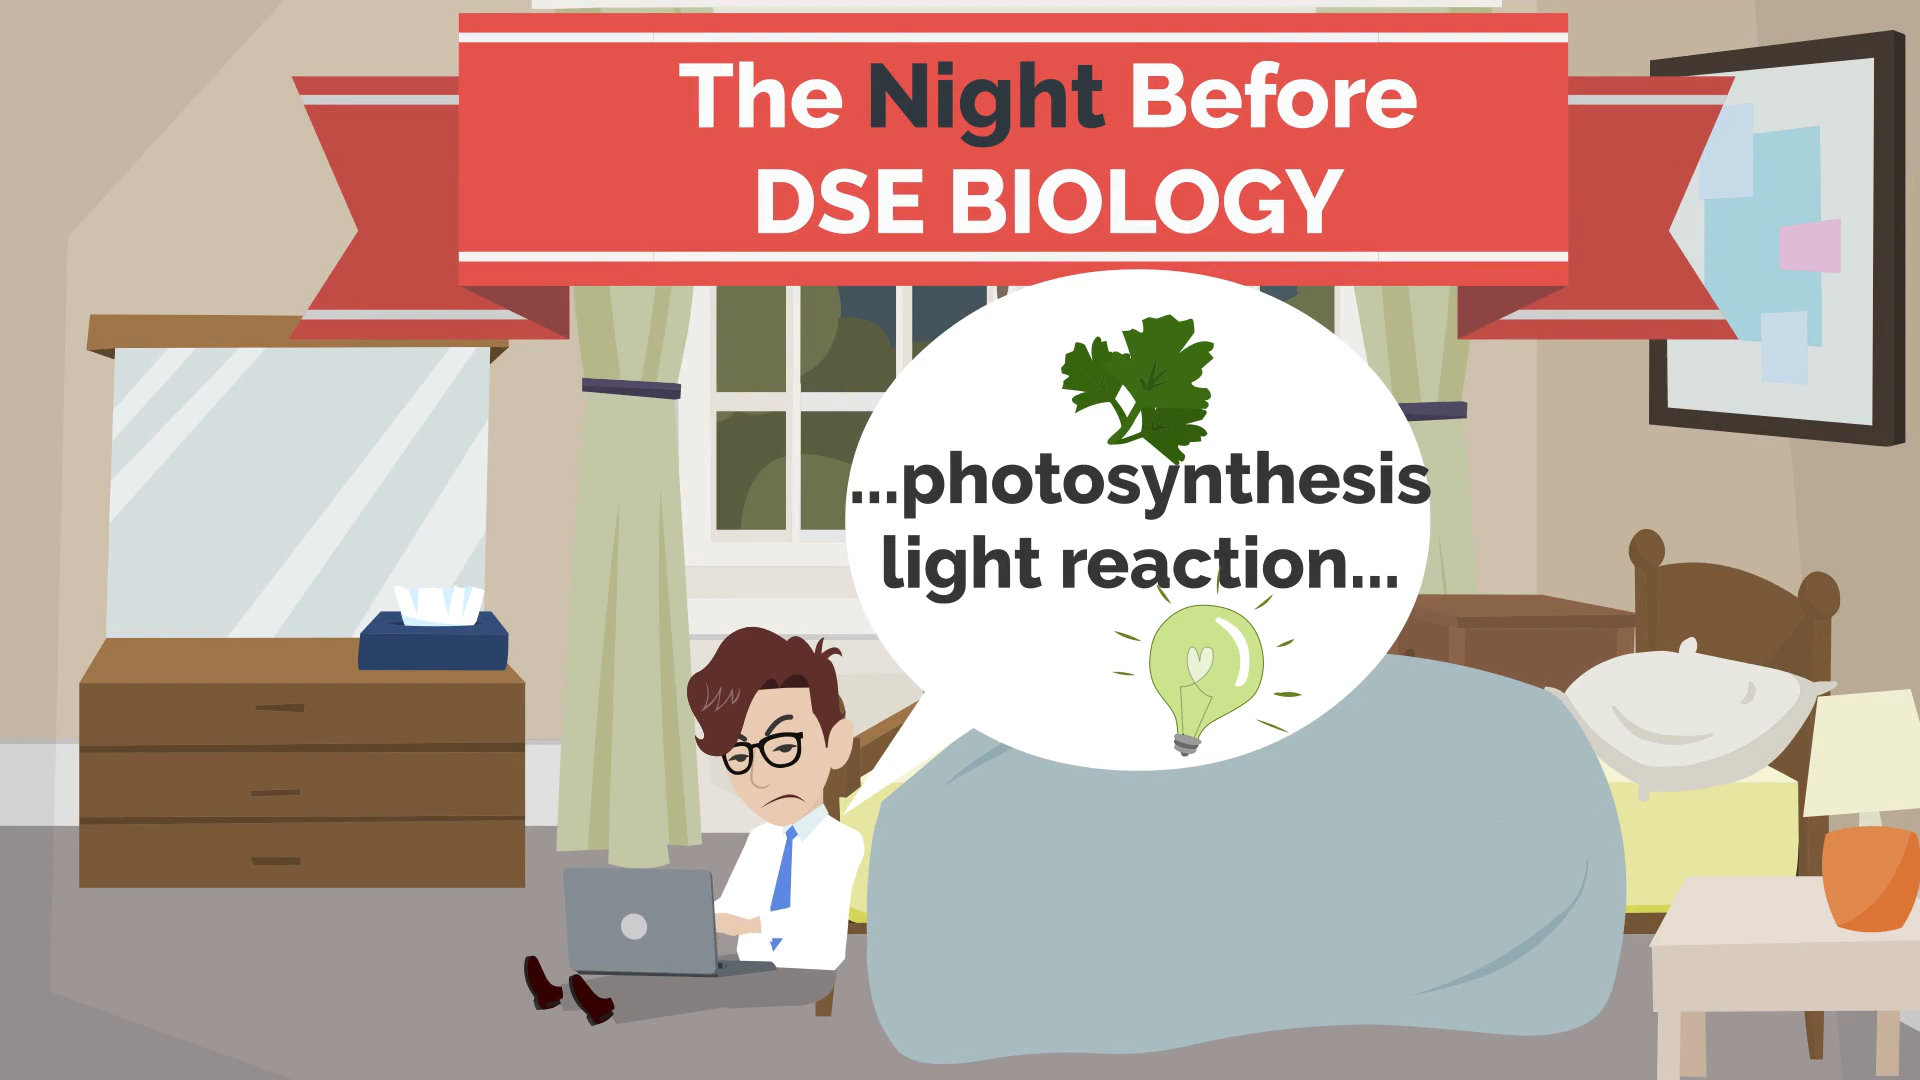 The Night Before
DSE BIOLOGY
...photosynthesis
light reaction...